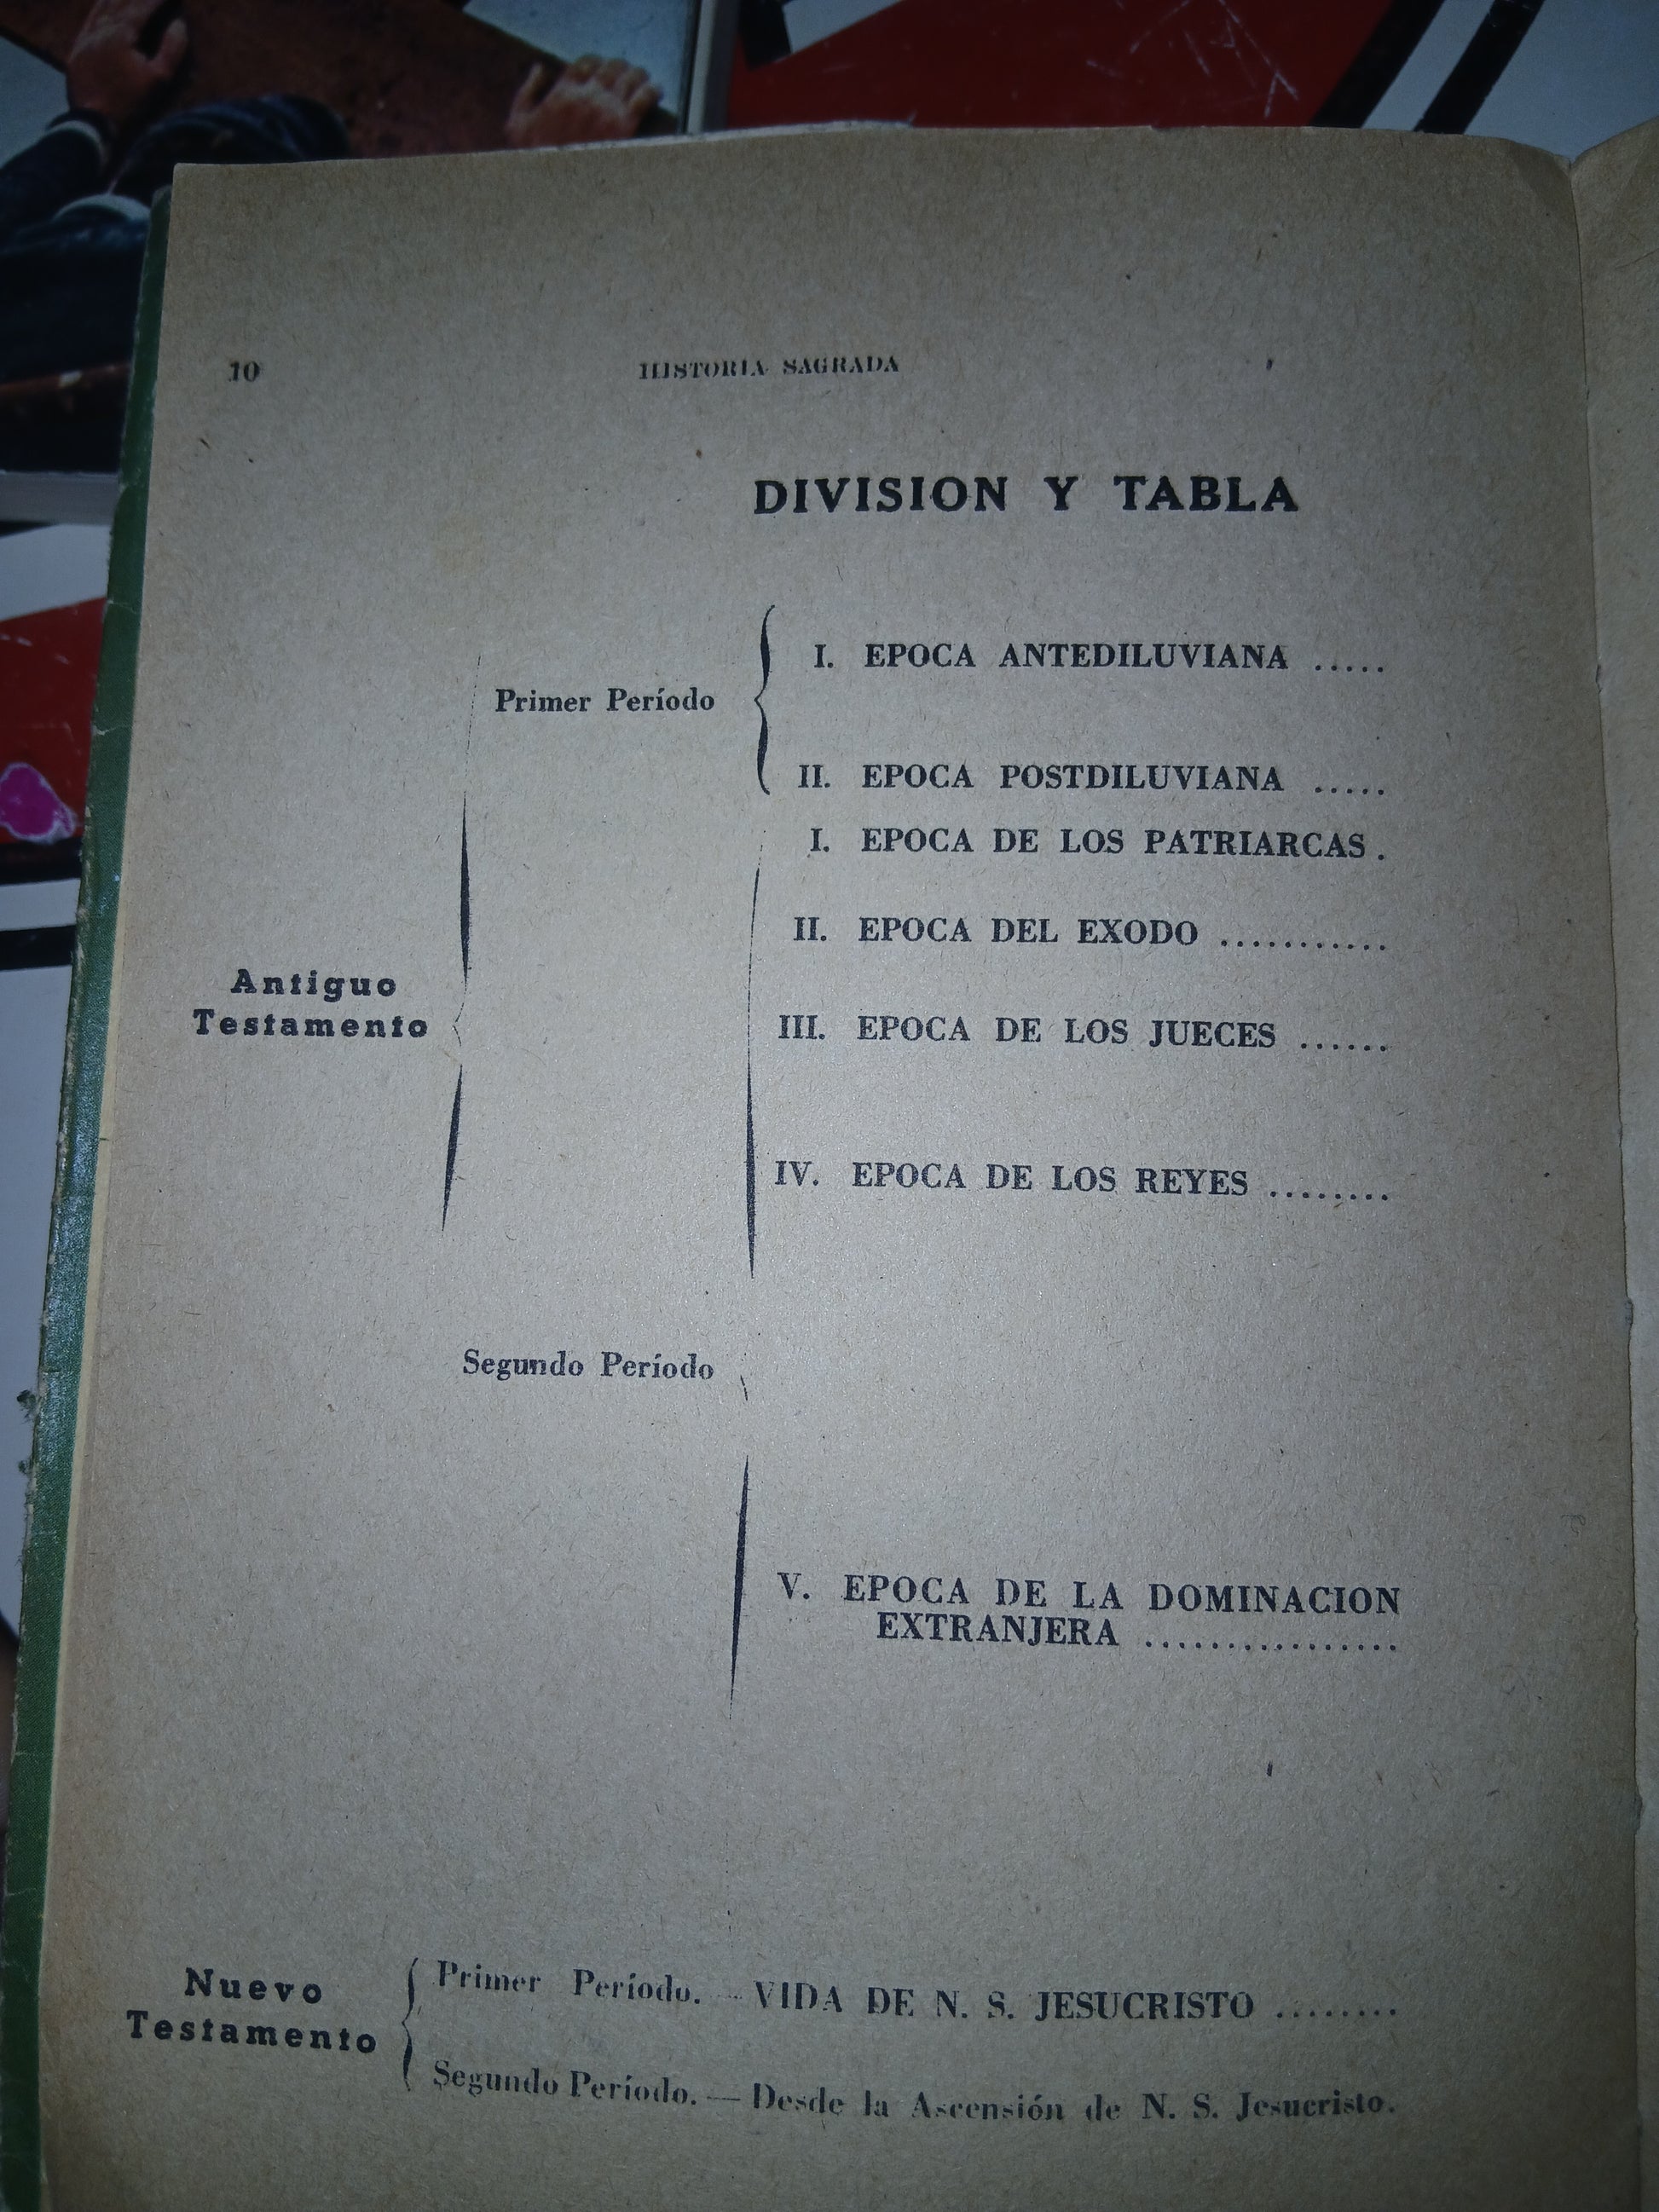 10 HISTORIA SAGRADA
DIVISION Y TABLA
I. EPOCA ANTEDILUVIANA .....
Primer Período
II. EPOCA POSTDILUVIANA .....
I. EPOCA DE LOS PATRIARCAS .
II. EPOCA DEL EXODO ...........
Antiguo
Testamento
III. EPOCA DE LOS JUECES ......
IV. EPOCA DE LOS REYES ........
Segundo Período
V. EPOCA DE LA DOMINACION
EXTRANJERA ................
Nuevo
Testamento
Primer Período. — VIDA DE N. S. JESUCRISTO ........
Segundo Período. — Desde la Ascensión de N. S. Jesucristo.